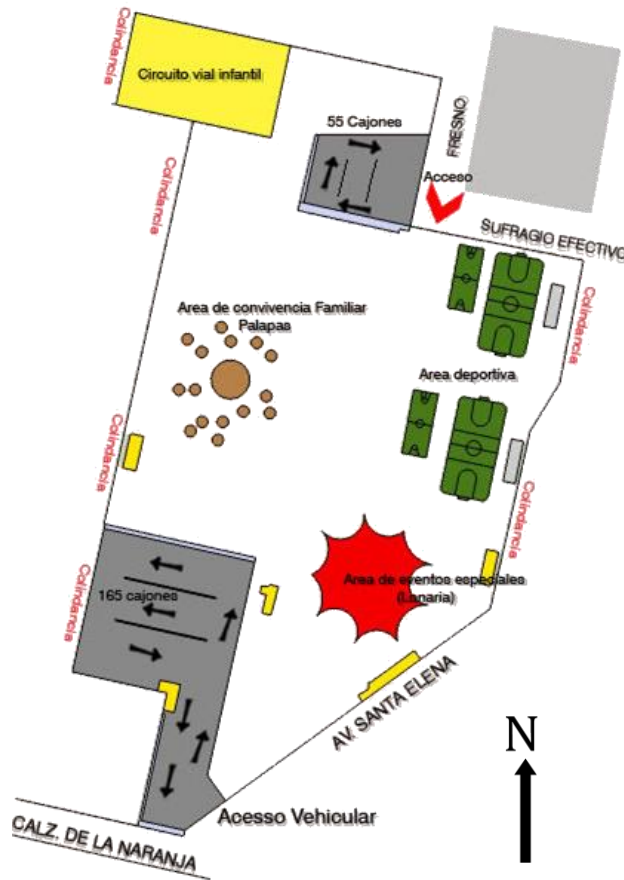 Colindancia
Circuito vial infantil
55 Cajones
FRESNO
Acceso
SUFRAGIO EFECTIVO
Colindancia
Colindancia
Area de convivencia Familiar
Palapas
Area deportiva
Colindancia
Colindancia
Area de eventos especiales
(Lonaria)
165 cajones
Colindancia
AV. SANTA ELENA
N
Acesso Vehicular
CALZ. DE LA NARANJA